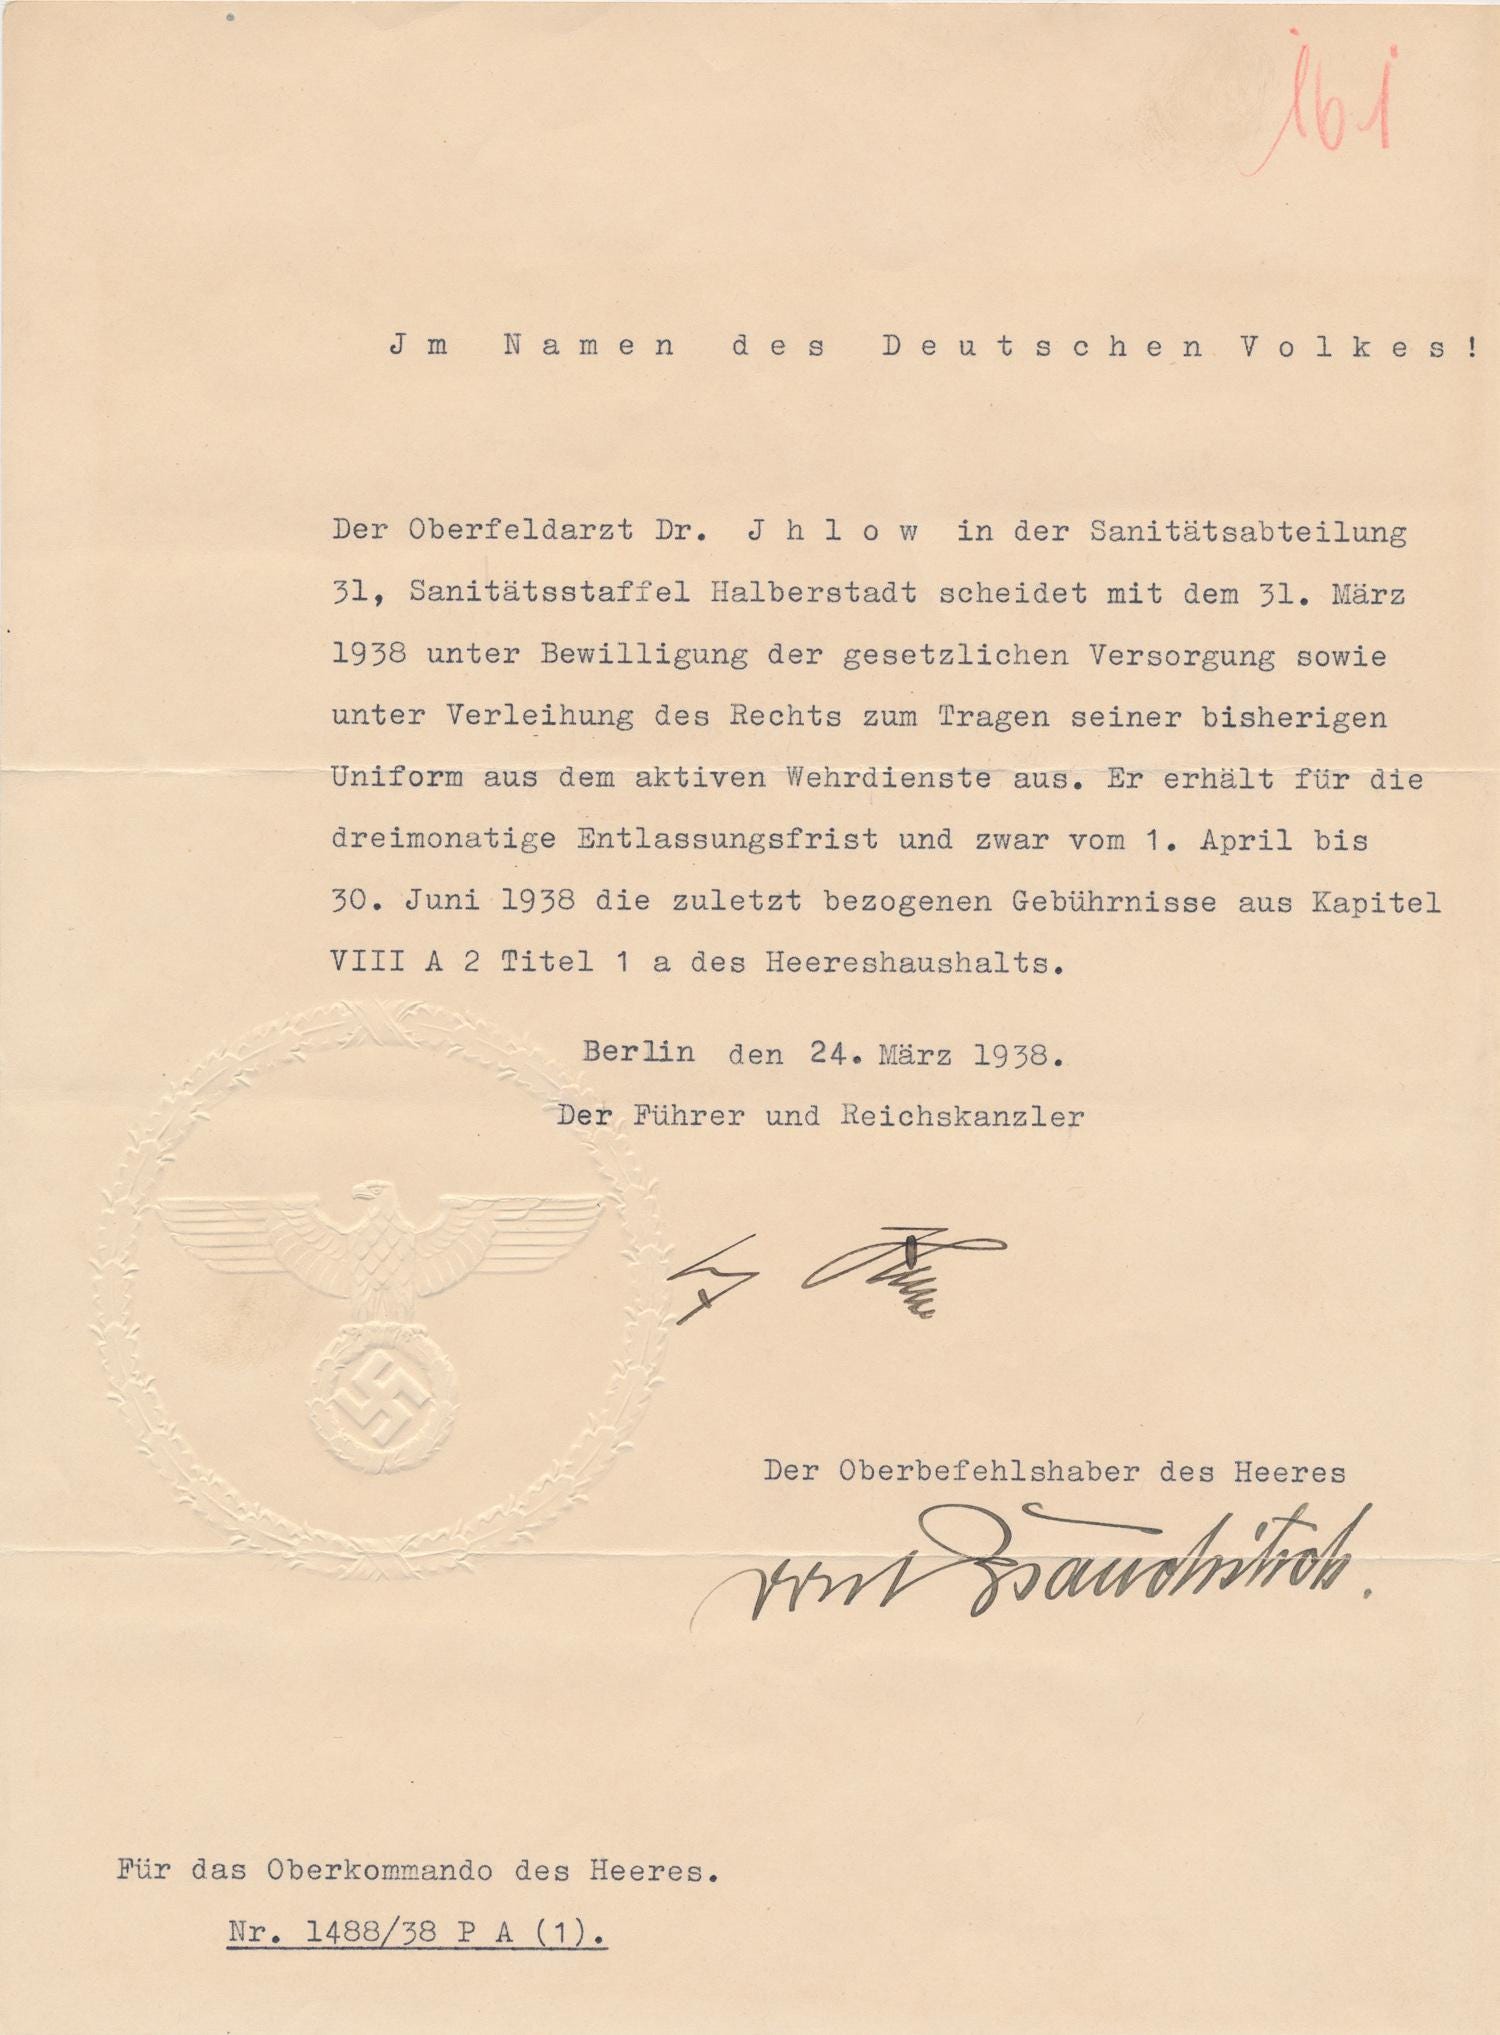 Jm Namen des Deutschen Volkes!
Der Oberfeldarzt Dr. Jhlow in der Sanitätsabteilung
31, Sanitätsstaffel Halberstadt scheidet mit dem 31. März
1938 unter Bewilligung der gesetzlichen Versorgung sowie
unter Verleihung des Rechts zum Tragen seiner bisherigen
Uniform aus dem aktiven Wehrdienste aus. Er erhält für die
dreimonatige Entlassungsfrist und zwar vom 1. April bis
30. Juni 1938 die zuletzt bezogenen Gebührnisse aus Kapitel
VIII A 2 Titel 1 a des Heereshaushalts.
Berlin den 24. März 1938.
Der Führer und Reichskanzler
Der Oberbefehlshaber des Heeres
von Brauchitsch.
Für das Oberkommando des Heeres.
Nr. 1488/38 P A (1).